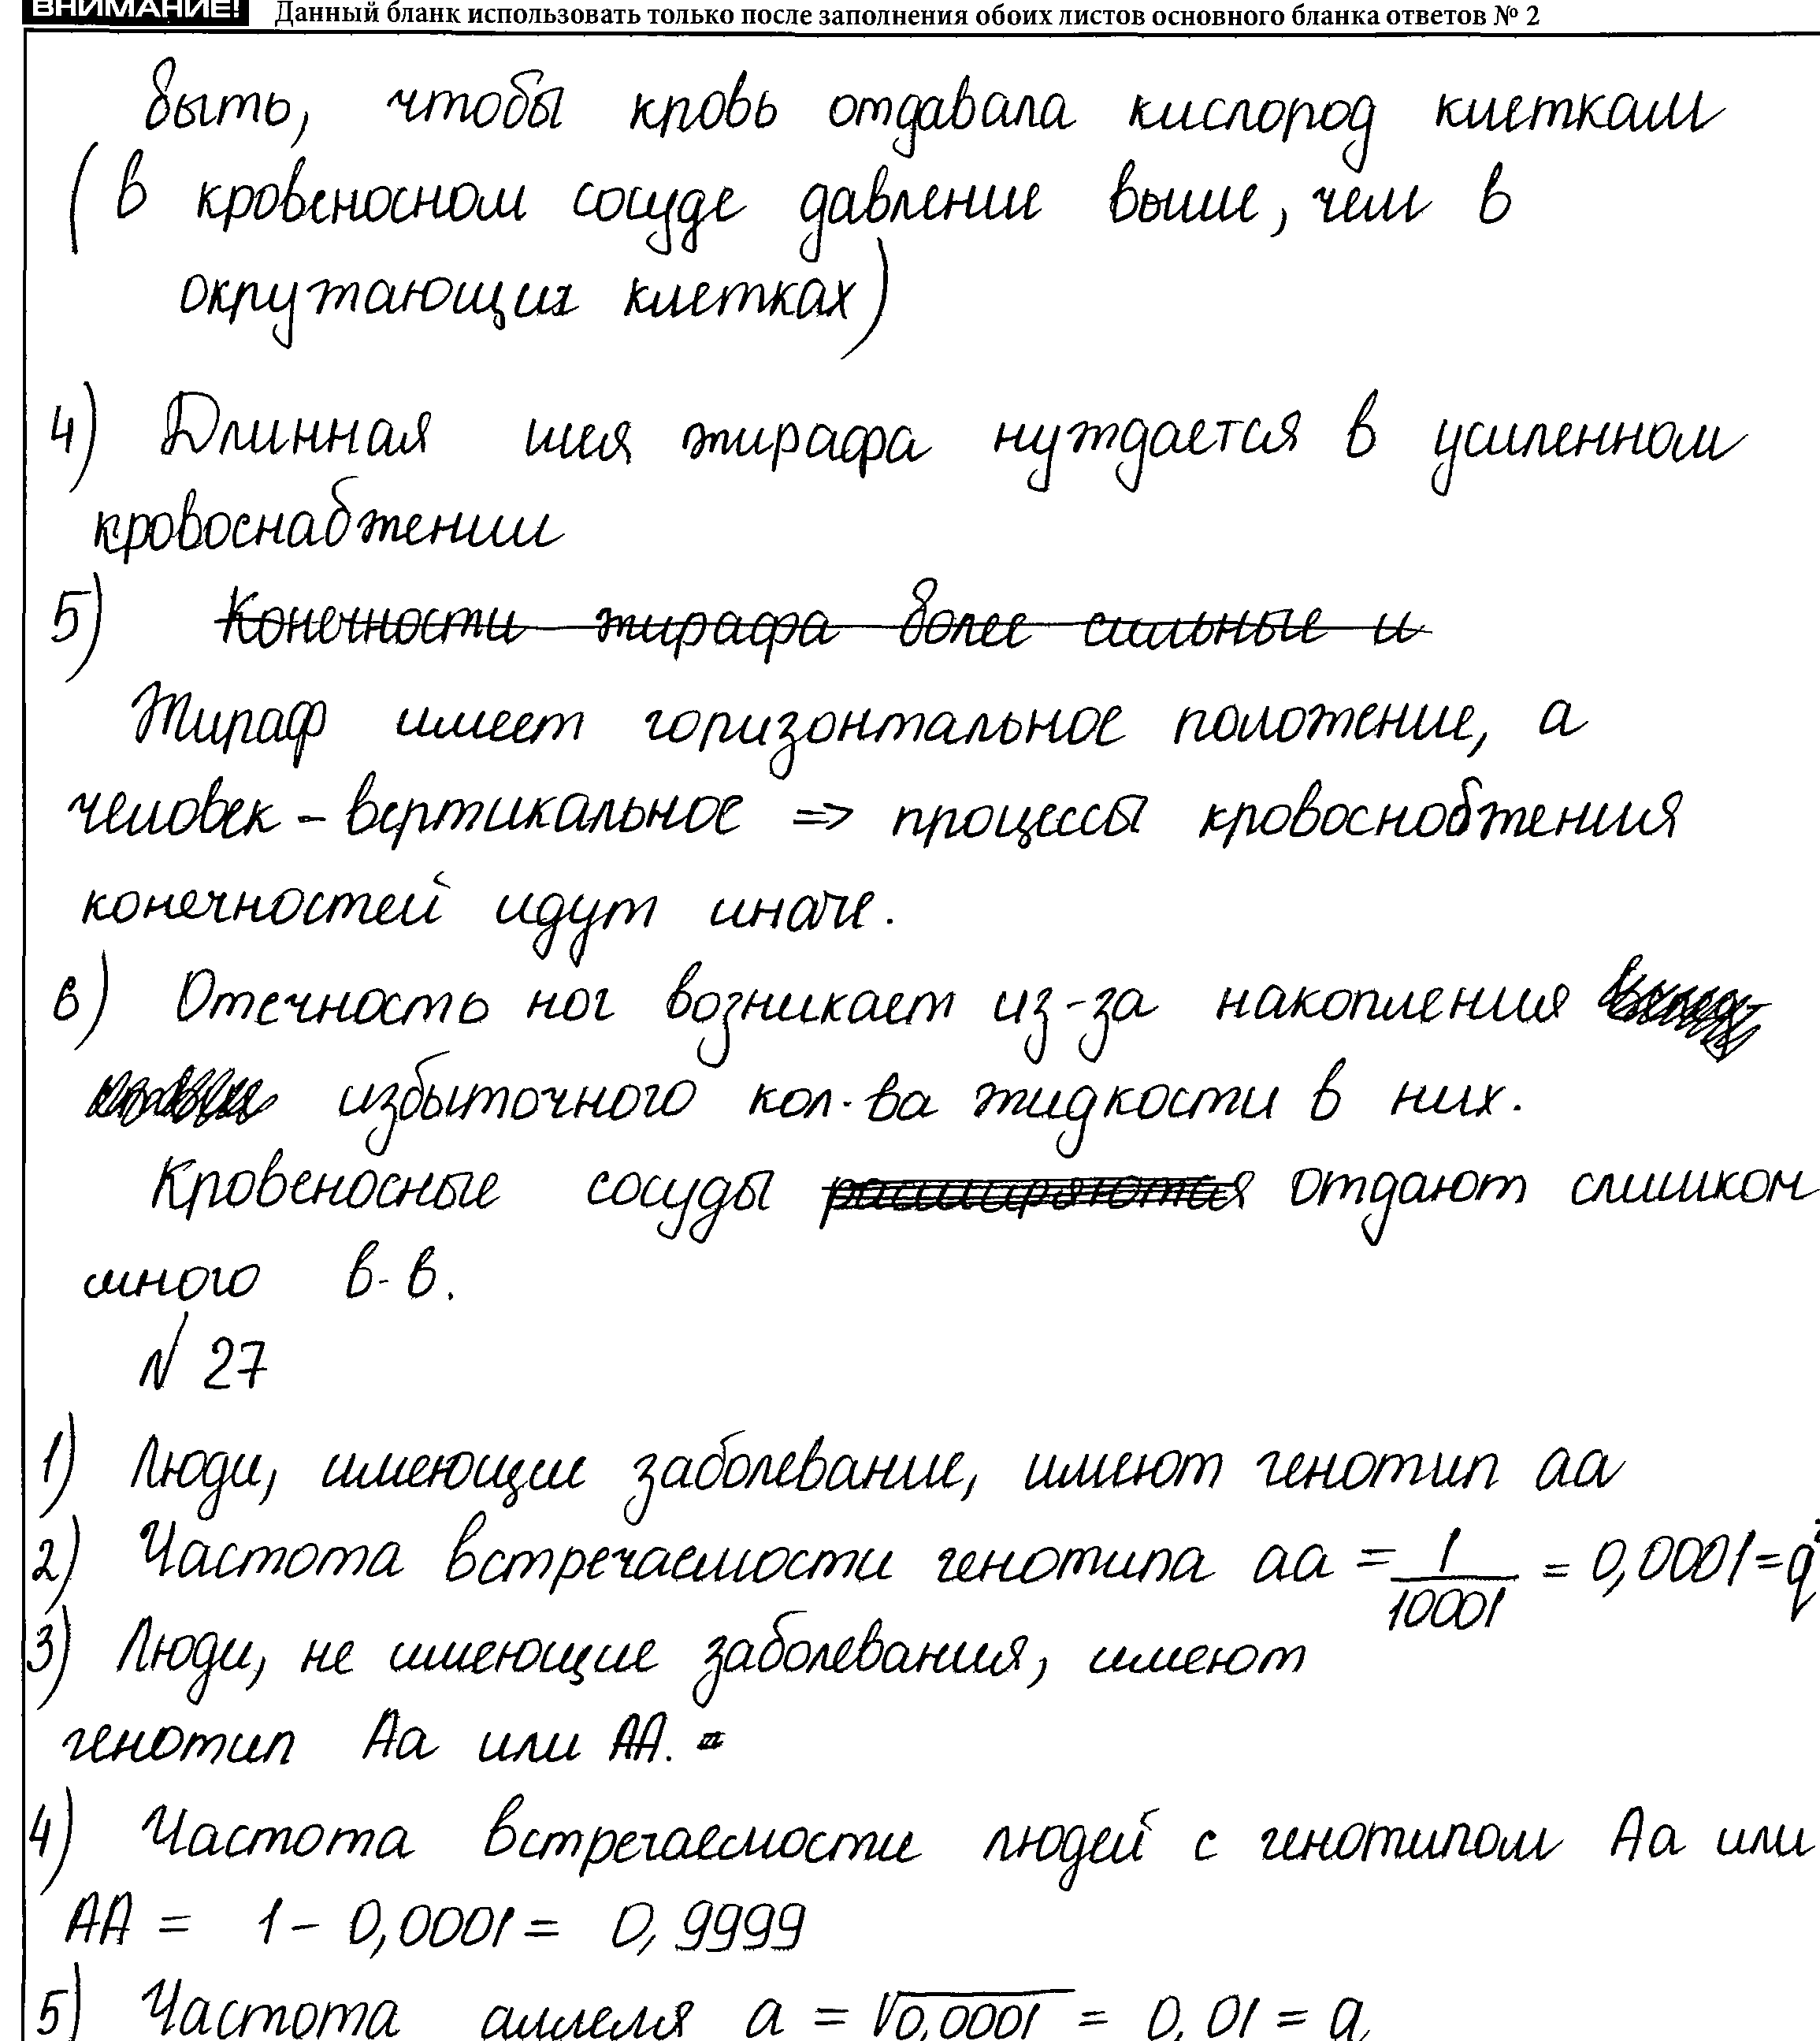 ВНИМАНИЕ! Данный бланк использовать только после заполнения обоих листов основного бланка ответов № 2
быть, чтобы кровь отдавала кислород клеткам
(в кровеносном сосуде давление выше, чем в
окружающих клетках)
4) Длинная шея жирафа нуждается в усиленном
кровоснабжении
5) Конечности жирафа более сильные и
Жираф имеет горизонтальное положение, а
человек - вертикальное => процессы кровоснобжения
конечностей идут иначе.
6) Отечность ног возникает из-за накопления
избыточного кол-ва жидкости в них.
Кровеносные сосуды расширяются отдают слишком
много в-в.
N 27
1) Люди, имеющие заболевание, имеют генотип аа
2) Частота встречаемости генотипа аа = 1/10001 = 0,0001 = q²
3) Люди, не имеющие заболевания, имеют
генотип Аа или АА.
4) Частота встречаемости людей с генотипом Аа или
АА = 1 - 0,0001 = 0,9999
5) Частота аллеля а = √0,0001 = 0,01 = q